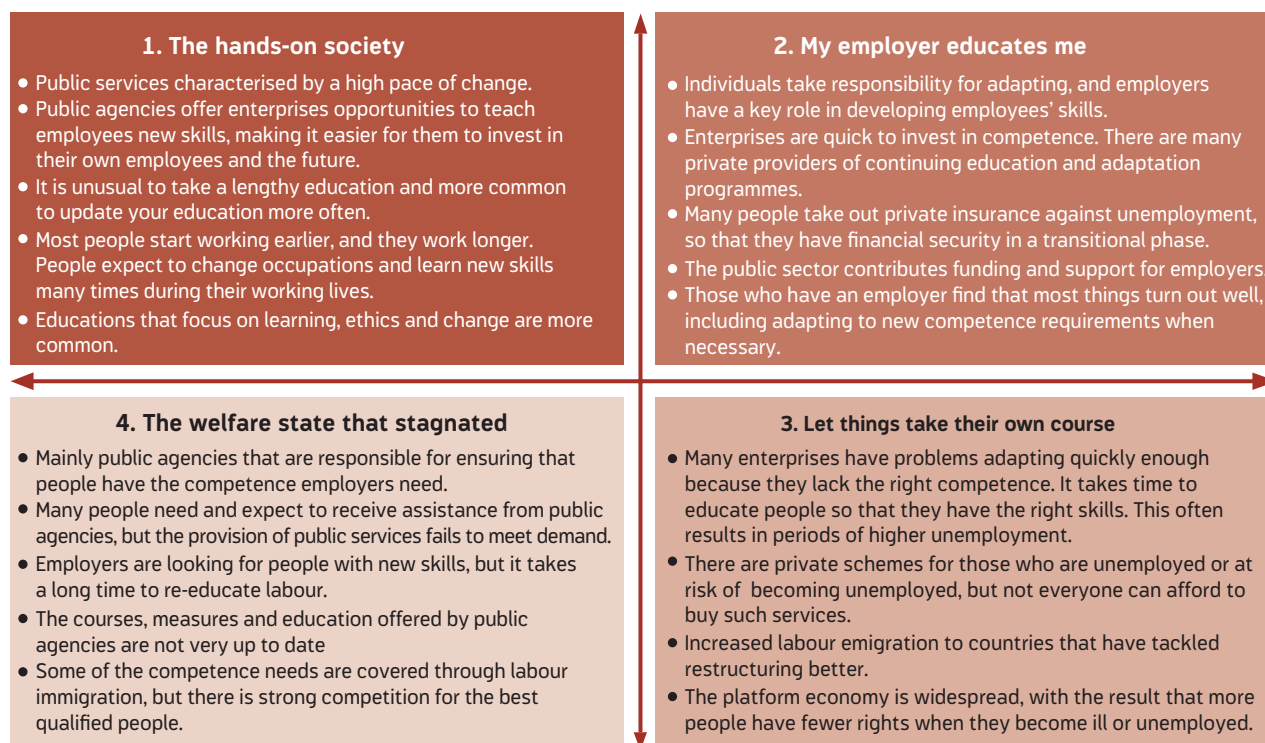 1. The hands-on society
• Public services characterised by a high pace of change.
• Public agencies offer enterprises opportunities to teach
employees new skills, making it easier for them to invest in
their own employees and the future.
• It is unusual to take a lengthy education and more common
to update your education more often.
• Most people start working earlier, and they work longer.
People expect to change occupations and learn new skills
many times during their working lives.
• Educations that focus on learning, ethics and change are more
common.
2. My employer educates me
• Individuals take responsibility for adapting, and employers
have a key role in developing employees' skills.
• Enterprises are quick to invest in competence. There are many
private providers of continuing education and adaptation
programmes.
• Many people take out private insurance against unemployment,
so that they have financial security in a transitional phase.
• The public sector contributes funding and support for employers.
• Those who have an employer find that most things turn out well,
including adapting to new competence requirements when
necessary.
4. The welfare state that stagnated
• Mainly public agencies that are responsible for ensuring that
people have the competence employers need.
• Many people need and expect to receive assistance from public
agencies, but the provision of public services fails to meet demand.
• Employers are looking for people with new skills, but it takes
a long time to re-educate labour.
• The courses, measures and education offered by public
agencies are not very up to date
• Some of the competence needs are covered through labour
immigration, but there is strong competition for the best
qualified people.
3. Let things take their own course
• Many enterprises have problems adapting quickly enough
because they lack the right competence. It takes time to
educate people so that they have the right skills. This often
results in periods of higher unemployment.
• There are private schemes for those who are unemployed or at
risk of becoming unemployed, but not everyone can afford to
buy such services.
• Increased labour emigration to countries that have tackled
restructuring better.
• The platform economy is widespread, with the result that more
people have fewer rights when they become ill or unemployed.